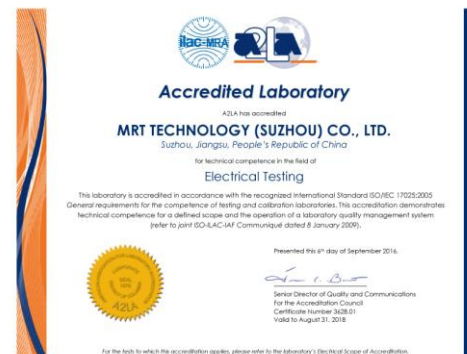 ilac-MRA
A2LA
Accredited Laboratory
A2LA has accredited
MRT TECHNOLOGY (SUZHOU) CO., LTD.
Suzhou, Jiangsu, People's Republic of China
for technical competence in the field of
Electrical Testing
This laboratory is accredited in accordance with the recognized International Standard ISO/IEC 17025:2005
General requirements for the competence of testing and calibration laboratories. This accreditation demonstrates
technical competence for a defined scope and the operation of a laboratory quality management system
(refer to joint ISO-ILAC-IAF Communiqué dated 8 January 2009).
Presented this 6th day of September 2016.
Senior Director of Quality and Communications
For the Accreditation Council
Certificate Number 3628.01
Valid to August 31, 2018
CORPORATE
SEAL
1978
A2LA
For the tests to which this accreditation applies, please refer to the laboratory's Electrical Scope of Accreditation.